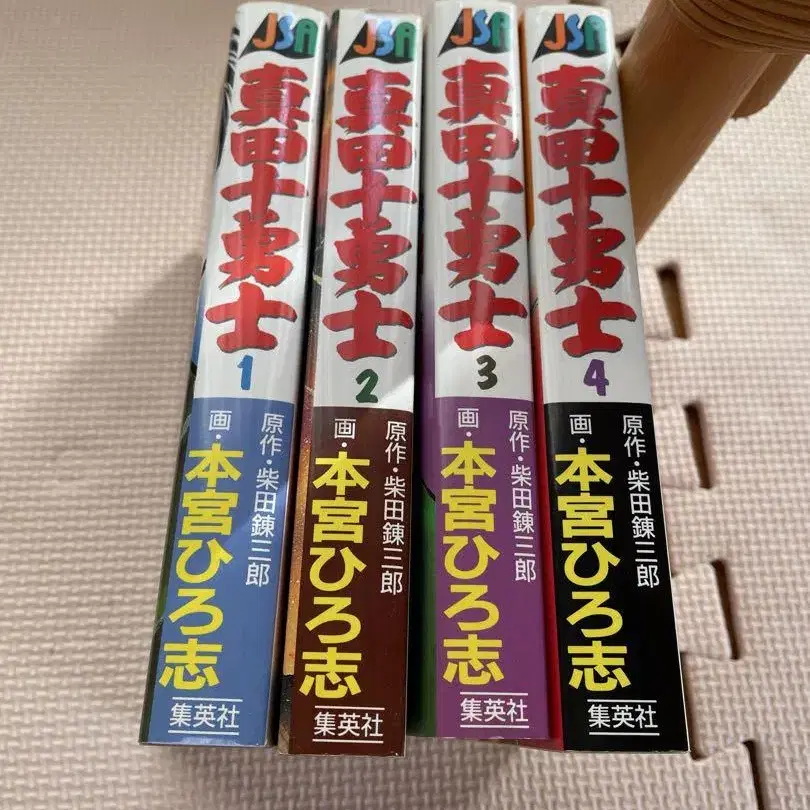 JSA
真田十勇士
1
原作・柴田錬三郎
画・本宮ひろ志
集英社
JSA
真田十勇士
2
原作・柴田錬三郎
画・本宮ひろ志
集英社
JSA
真田十勇士
3
原作・柴田錬三郎
画・本宮ひろ志
集英社
JSA
真田十勇士
4
原作・柴田錬三郎
画・本宮ひろ志
集英社